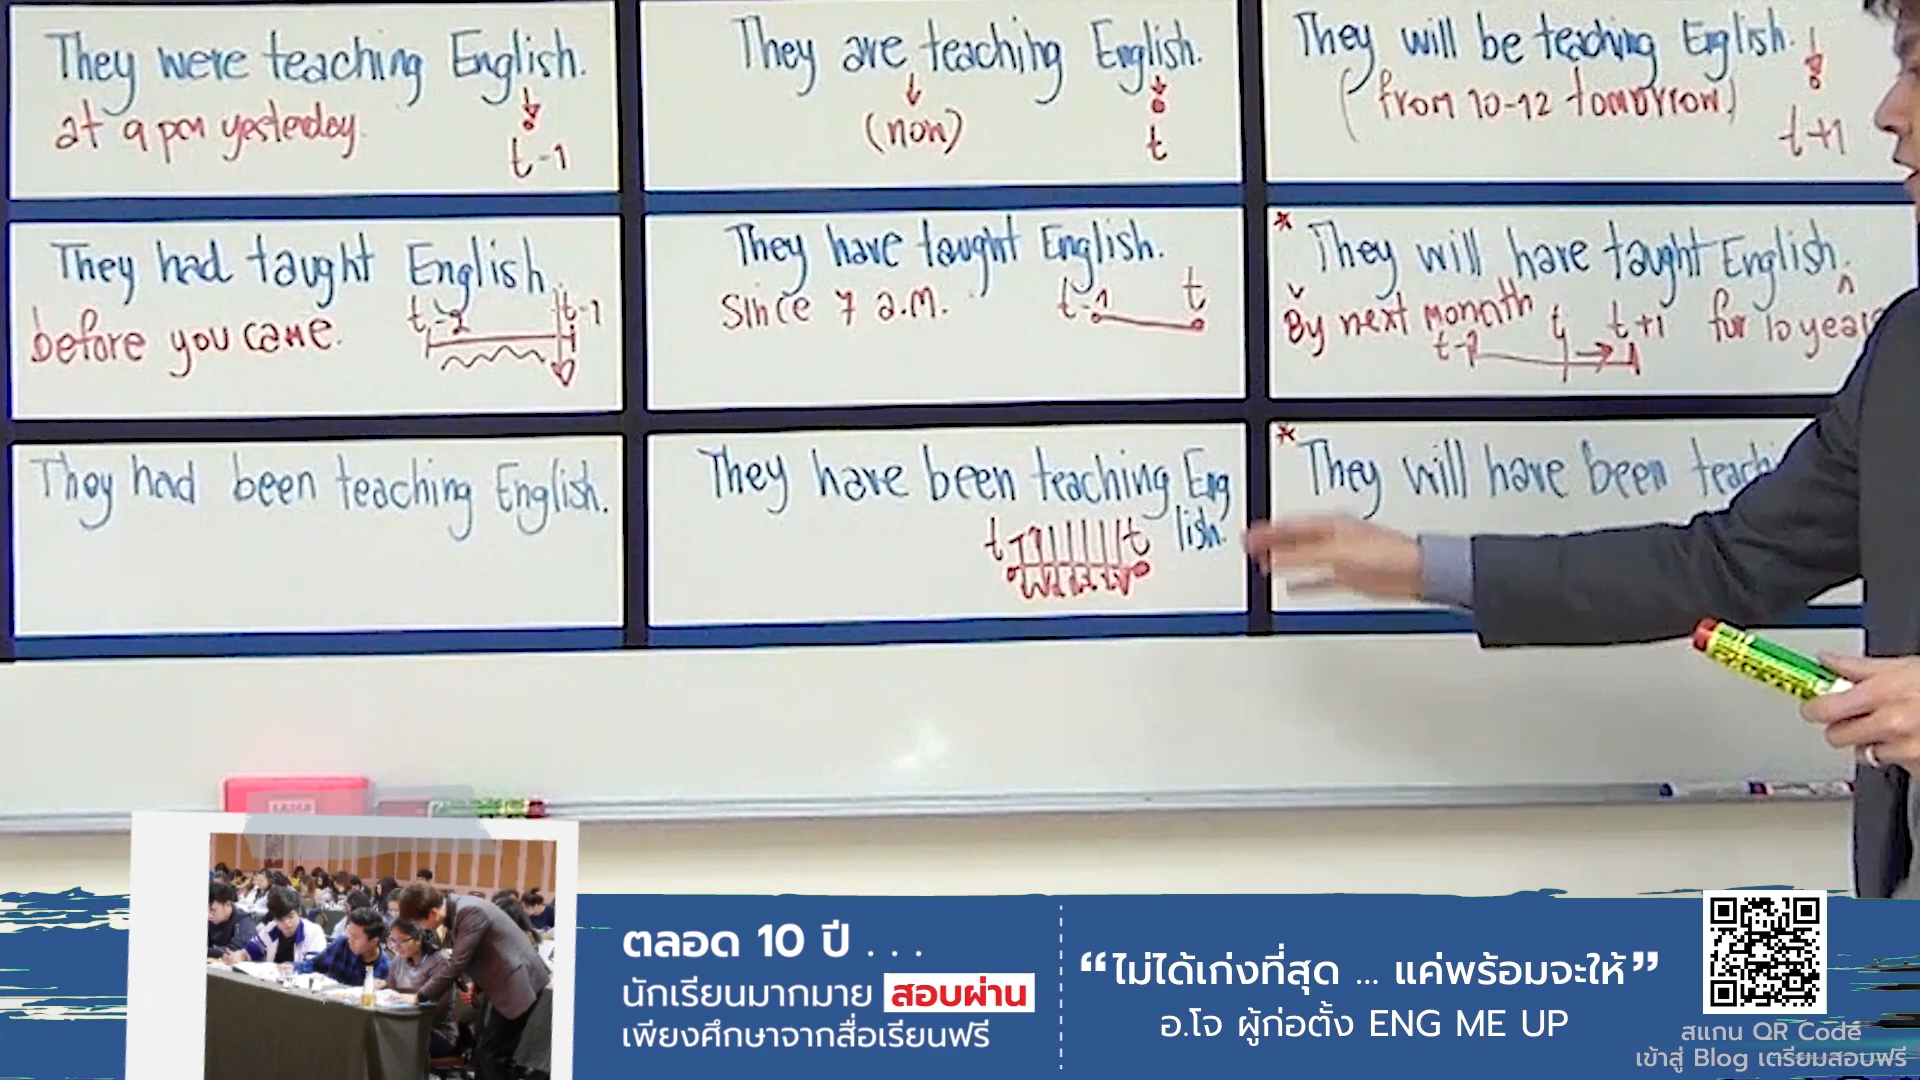 They were teaching English.
at 9 pm yesterday.
t-1
They are teaching English.
(now)
t
They will be teaching English.
(from 10-12 tomorrow)
t+1
They had taught English.
before you came.
t-2 t-1
They have taught English.
since 7 a.m.
t-1 t
* They will have taught English.
By next monnth for 10 years
t-1 t t+1
They had been teaching English.
They have been teaching Eng
lish.
t-1 t
* They will have been teach
ตลอด 10 ปี . . .
นักเรียนมากมาย สอบผ่าน
เพียงศึกษาจากสื่อเรียนฟรี
“ไม่ได้เก่งที่สุด ... แค่พร้อมจะให้”
อ.โจ ผู้ก่อตั้ง ENG ME UP
สแกน QR Code
เข้าสู่ Blog เตรียมสอบฟรี